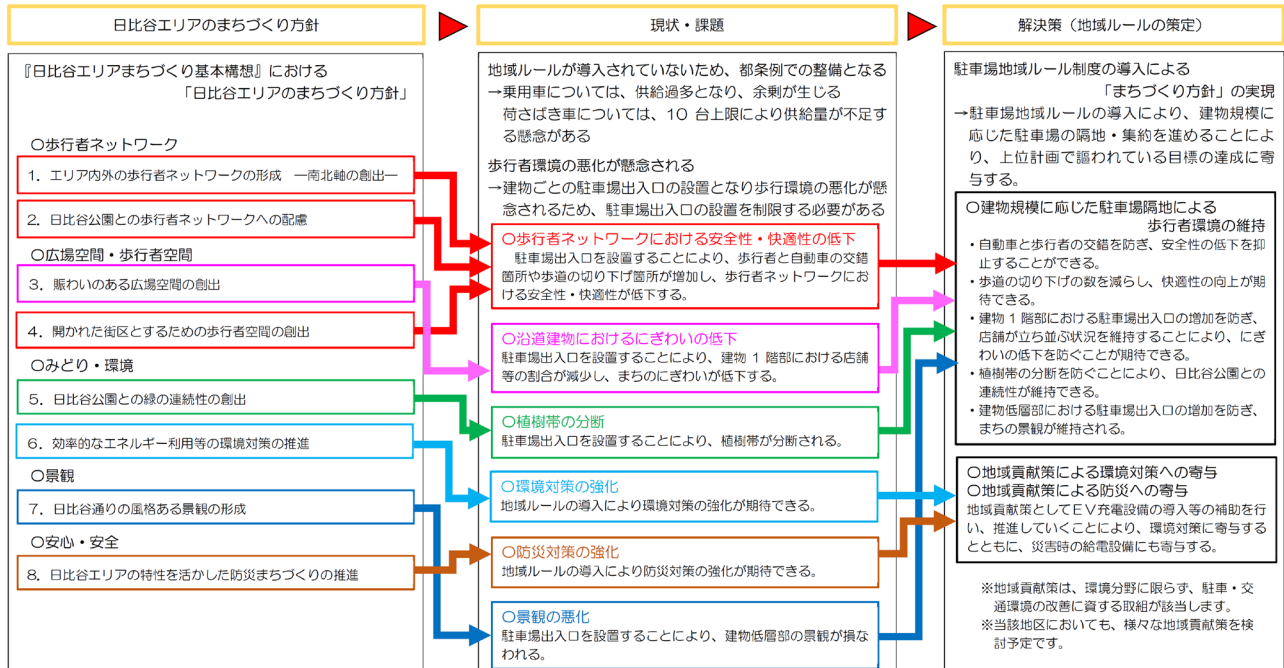 日比谷エリアのまちづくり方針
現状・課題
解決策（地域ルールの策定）
『日比谷エリアまちづくり基本構想』における
「日比谷エリアのまちづくり方針」
〇歩行者ネットワーク
1．エリア内外の歩行者ネットワークの形成　―南北軸の創出―
2．日比谷公園との歩行者ネットワークへの配慮
〇広場空間・歩行者空間
3．賑わいのある広場空間の創出
4．開かれた街区とするための歩行者空間の創出
〇みどり・環境
5．日比谷公園との緑の連続性の創出
6．効率的なエネルギー利用等の環境対策の推進
〇景観
7．日比谷通りの風格ある景観の形成
〇安心・安全
8．日比谷エリアの特性を活かした防災まちづくりの推進
地域ルールが導入されていないため、都条例での整備となる
→乗用車については、供給過多となり、余剰が生じる
荷さばき車については、10 台上限により供給量が不足す
る懸念がある
歩行者環境の悪化が懸念される
→建物ごとの駐車場出入口の設置となり歩行環境の悪化が懸
念されるため、駐車場出入口の設置を制限する必要がある
〇歩行者ネットワークにおける安全性・快適性の低下
駐車場出入口を設置することにより、歩行者と自動車の交錯
箇所や歩道の切り下げ箇所が増加し、歩行者ネットワークにお
ける安全性・快適性が低下する。
〇沿道建物におけるにぎわいの低下
駐車場出入口を設置することにより、建物 1 階部における店舗
等の割合が減少し、まちのにぎわいが低下する。
〇植樹帯の分断
駐車場出入口を設置することにより、植樹帯が分断される。
〇環境対策の強化
地域ルールの導入により環境対策の強化が期待できる。
〇防災対策の強化
地域ルールの導入により防災対策の強化が期待できる。
〇景観の悪化
駐車場出入口を設置することにより、建物低層部の景観が損な
われる。
駐車場地域ルール制度の導入による
「まちづくり方針」の実現
→駐車場地域ルールの導入により、建物規模に
応じた駐車場の隔地・集約を進めることによ
り、上位計画で謳われている目標の達成に寄
与する。
〇建物規模に応じた駐車場隔地による
歩行者環境の維持
・自動車と歩行者の交錯を防ぎ、安全性の低下を抑
止することができる。
・歩道の切り下げの数を減らし、快適性の向上が期
待できる。
・建物 1 階部における駐車場出入口の増加を防ぎ、
店舗が立ち並ぶ状況を維持することにより、にぎ
わいの低下を防ぐことが期待できる。
・植樹帯の分断を防ぐことにより、日比谷公園との
連続性が維持できる。
・建物低層部における駐車場出入口の増加を防ぎ、
まちの景観が維持される。
〇地域貢献策による環境対策への寄与
〇地域貢献策による防災への寄与
地域貢献策としてＥＶ充電設備の導入等の補助を行
い、推進していくことにより、環境対策に寄与する
とともに、災害時の給電設備にも寄与する。
※地域貢献策は、環境分野に限らず、駐車・交
通環境の改善に資する取組が該当します。
※当該地区においても、様々な地域貢献策を検
討予定です。